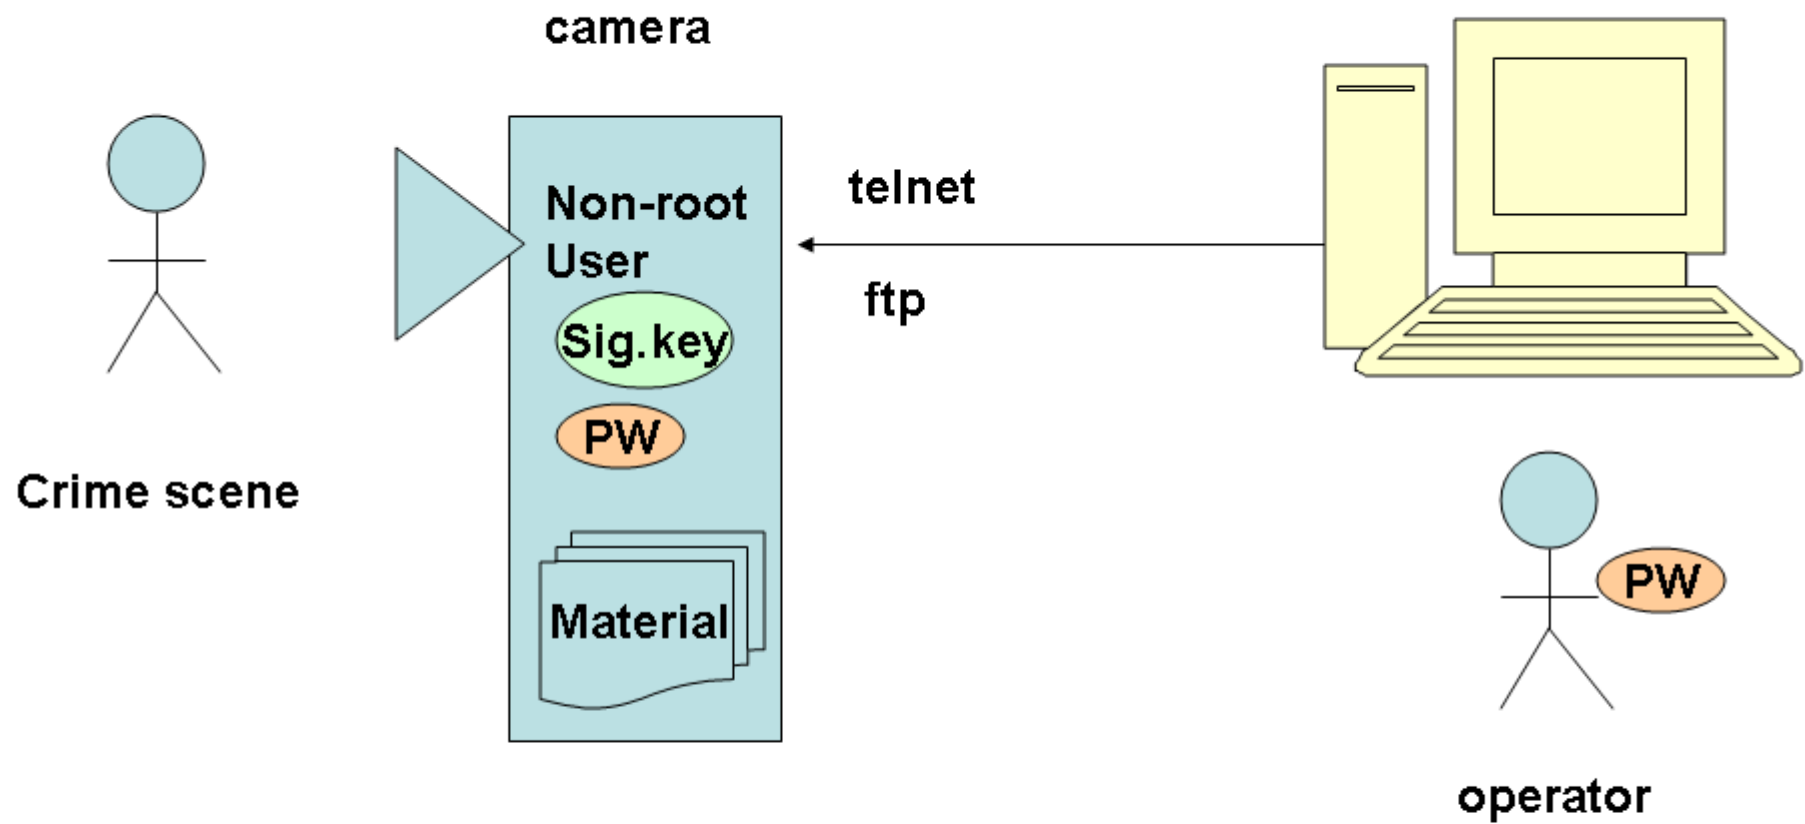 camera
Non-root
User
Sig.key
PW
Material
Crime scene
telnet
ftp
PW
operator